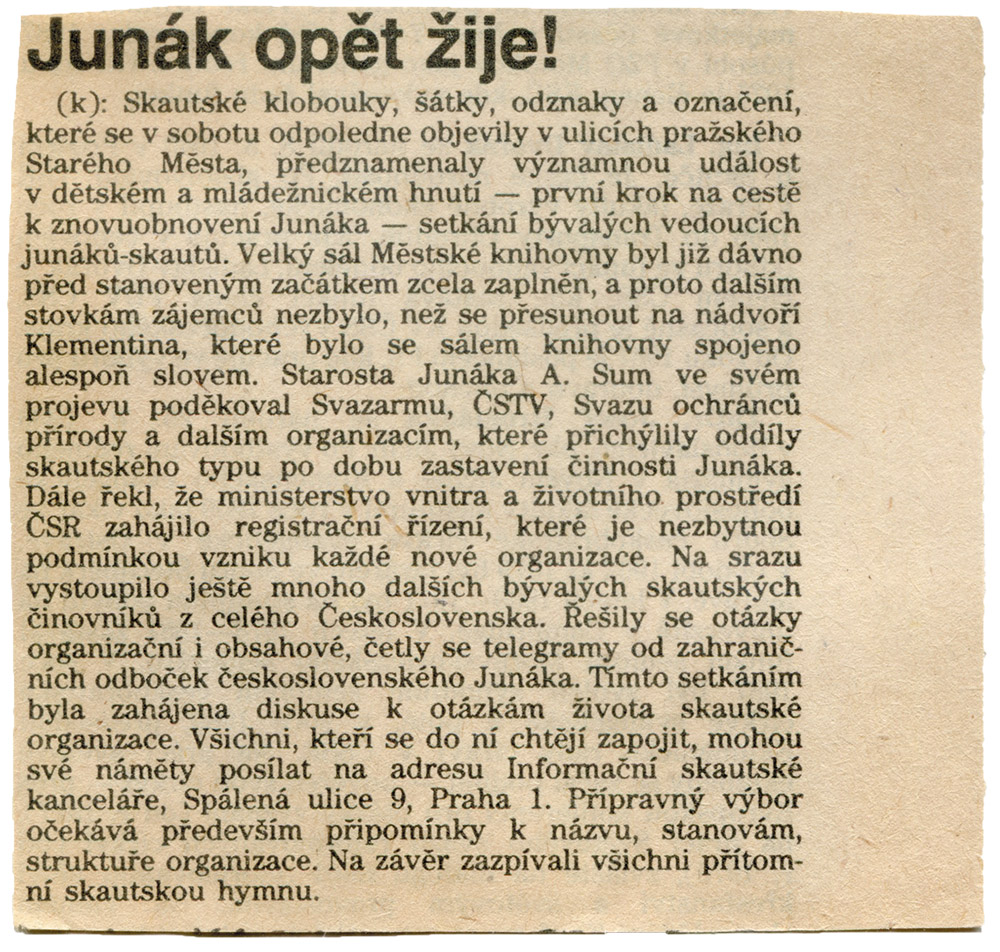 Junák opět žije!
(k): Skautské klobouky, šátky, odznaky a označení,
které se v sobotu odpoledne objevily v ulicích pražského
Starého Města, předznamenaly významnou událost
v dětském a mládežnickém hnutí — první krok na cestě
k znovuobnovení Junáka — setkání bývalých vedoucích
junáků-skautů. Velký sál Městské knihovny byl již dávno
před stanoveným začátkem zcela zaplněn, a proto dalším
stovkám zájemců nezbylo, než se přesunout na nádvoří
Klementina, které bylo se sálem knihovny spojeno
alespoň slovem. Starosta Junáka A. Sum ve svém
projevu poděkoval Svazarmu, ČSTV, Svazu ochránců
přírody a dalším organizacím, které přichýlily oddíly
skautského typu po dobu zastavení činnosti Junáka.
Dále řekl, že ministerstvo vnitra a životního prostředí
ČSR zahájilo registrační řízení, které je nezbytnou
podmínkou vzniku každé nové organizace. Na srazu
vystoupilo ještě mnoho dalších bývalých skautských
činovníků z celého Československa. Řešily se otázky
organizační i obsahové, četly se telegramy od zahranič-
ních odboček československého Junáka. Tímto setkáním
byla zahájena diskuse k otázkám života skautské
organizace. Všichni, kteří se do ní chtějí zapojit, mohou
své náměty posílat na adresu Informační skautské
kanceláře, Spálená ulice 9, Praha 1. Přípravný výbor
očekává především připomínky k názvu, stanovám,
struktuře organizace. Na závěr zazpívali všichni přítom-
ní skautskou hymnu.